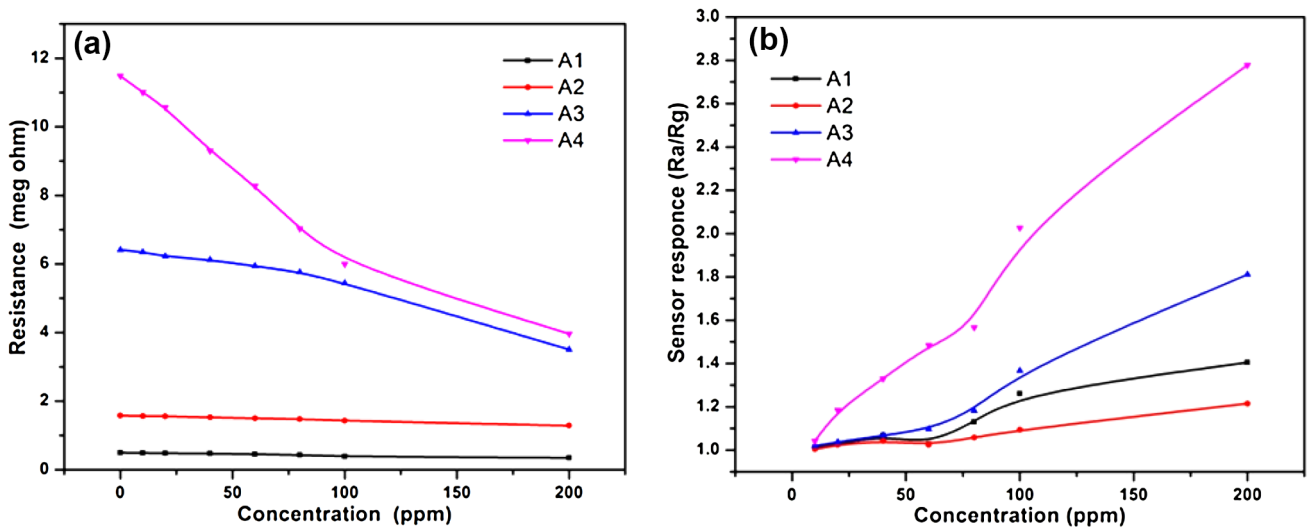 (a)
A1
A2
A3
A4
Resistance (meg ohm)
12
10
8
6
4
2
0
0 50 100 150 200
Concentration (ppm)
(b)
A1
A2
A3
A4
Sensor responce (Ra/Rg)
3.0
2.8
2.6
2.4
2.2
2.0
1.8
1.6
1.4
1.2
1.0
0 50 100 150 200
Concentration (ppm)